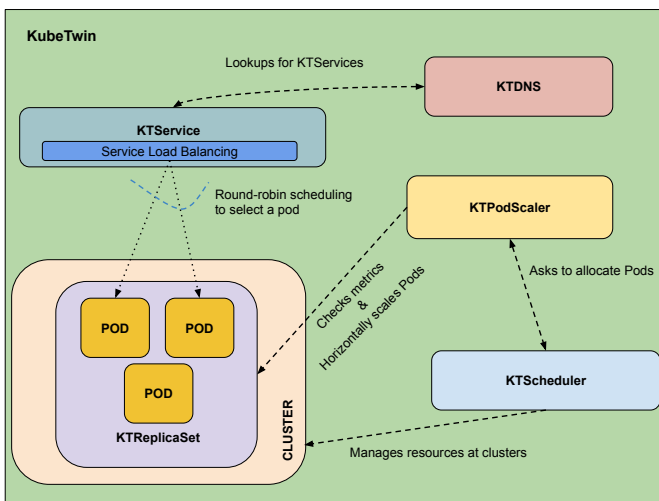 KubeTwin
Lookups for KTServices
KTDNS
KTService
Service Load Balancing
Round-robin scheduling
to select a pod
KTPodScaler
Checks metrics
&
Horizontally scales Pods
Asks to allocate Pods
POD
POD
POD
KTReplicaSet
CLUSTER
KTScheduler
Manages resources at clusters